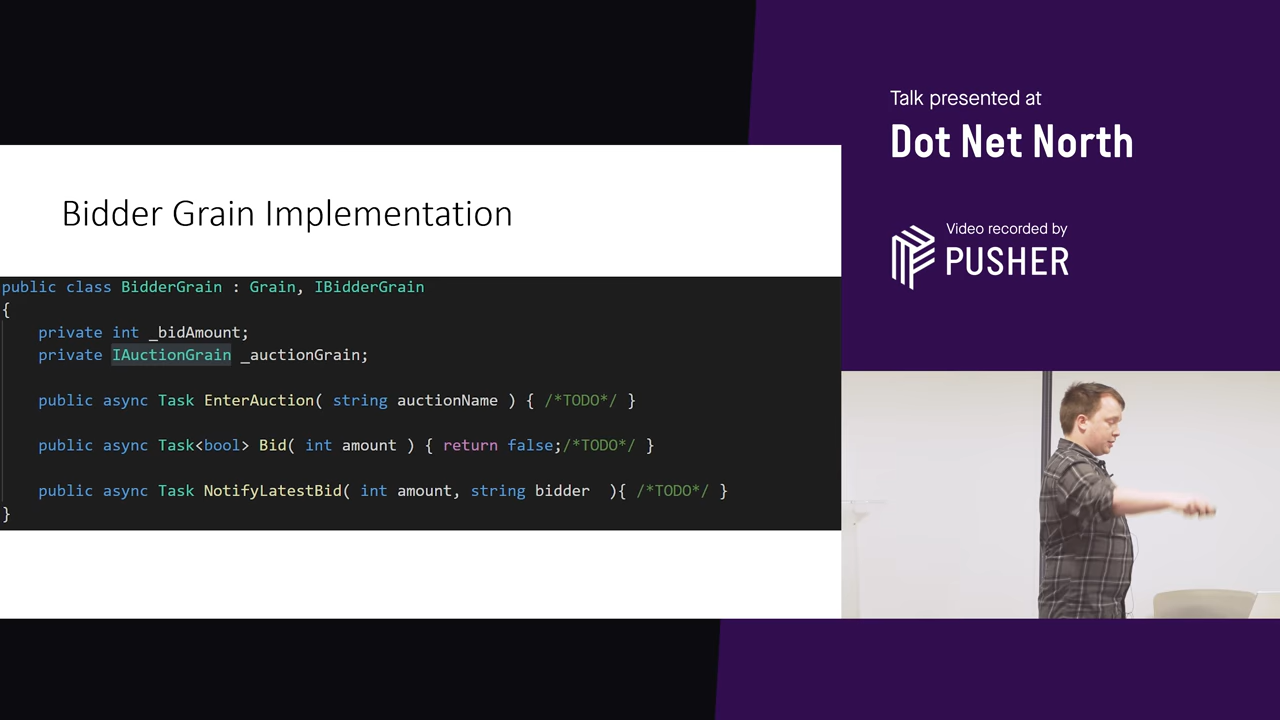 Talk presented at
Dot Net North
Video recorded by
PUSHER
Bidder Grain Implementation
public class BidderGrain : Grain, IBidderGrain
{
private int _bidAmount;
private IAuctionGrain _auctionGrain;
public async Task EnterAuction( string auctionName ) { /*TODO*/ }
public async Task<bool> Bid( int amount ) { return false;/*TODO*/ }
public async Task NotifyLatestBid( int amount, string bidder  ){ /*TODO*/ }
}